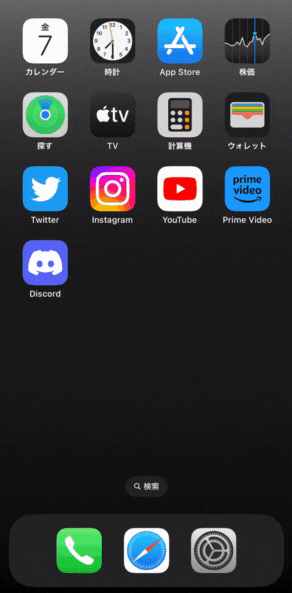 金
7
カレンダー
時計
App Store
株価
探す
tv
TV
計算機
ウォレット
Twitter
Instagram
YouTube
prime
video
Prime Video
Discord
検索